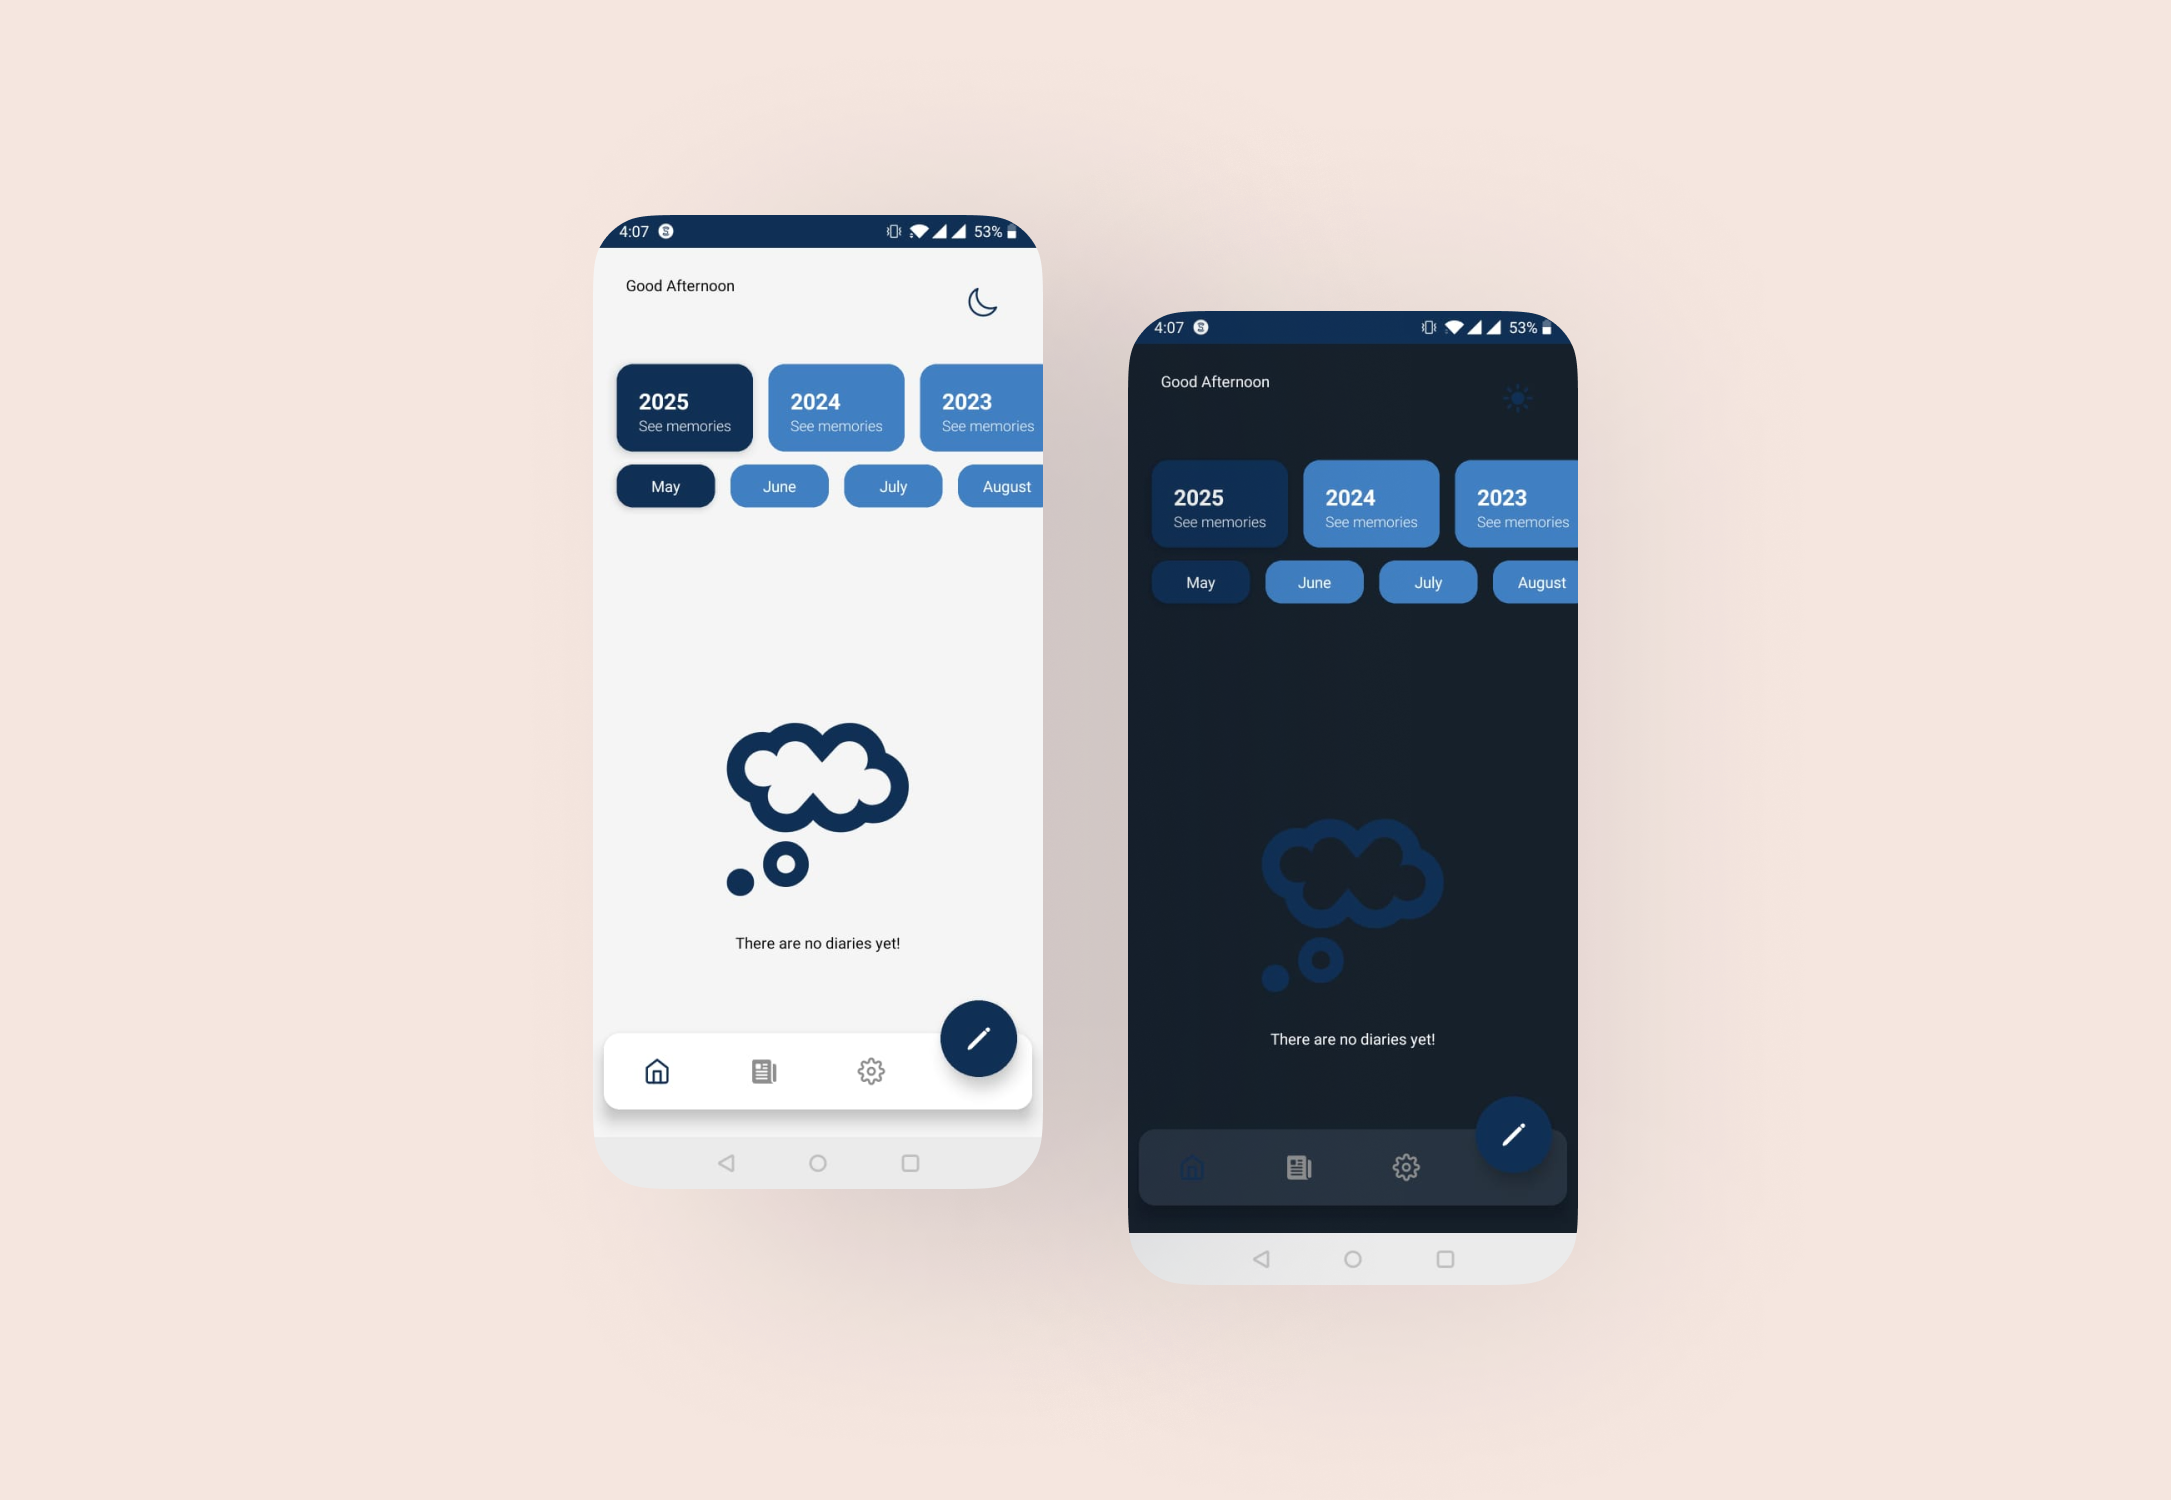 4:07
53%
Good Afternoon
2025
See memories
2024
See memories
2023
See memories
May
June
July
August
There are no diaries yet!
4:07
53%
Good Afternoon
2025
See memories
2024
See memories
2023
See memories
May
June
July
August
There are no diaries yet!